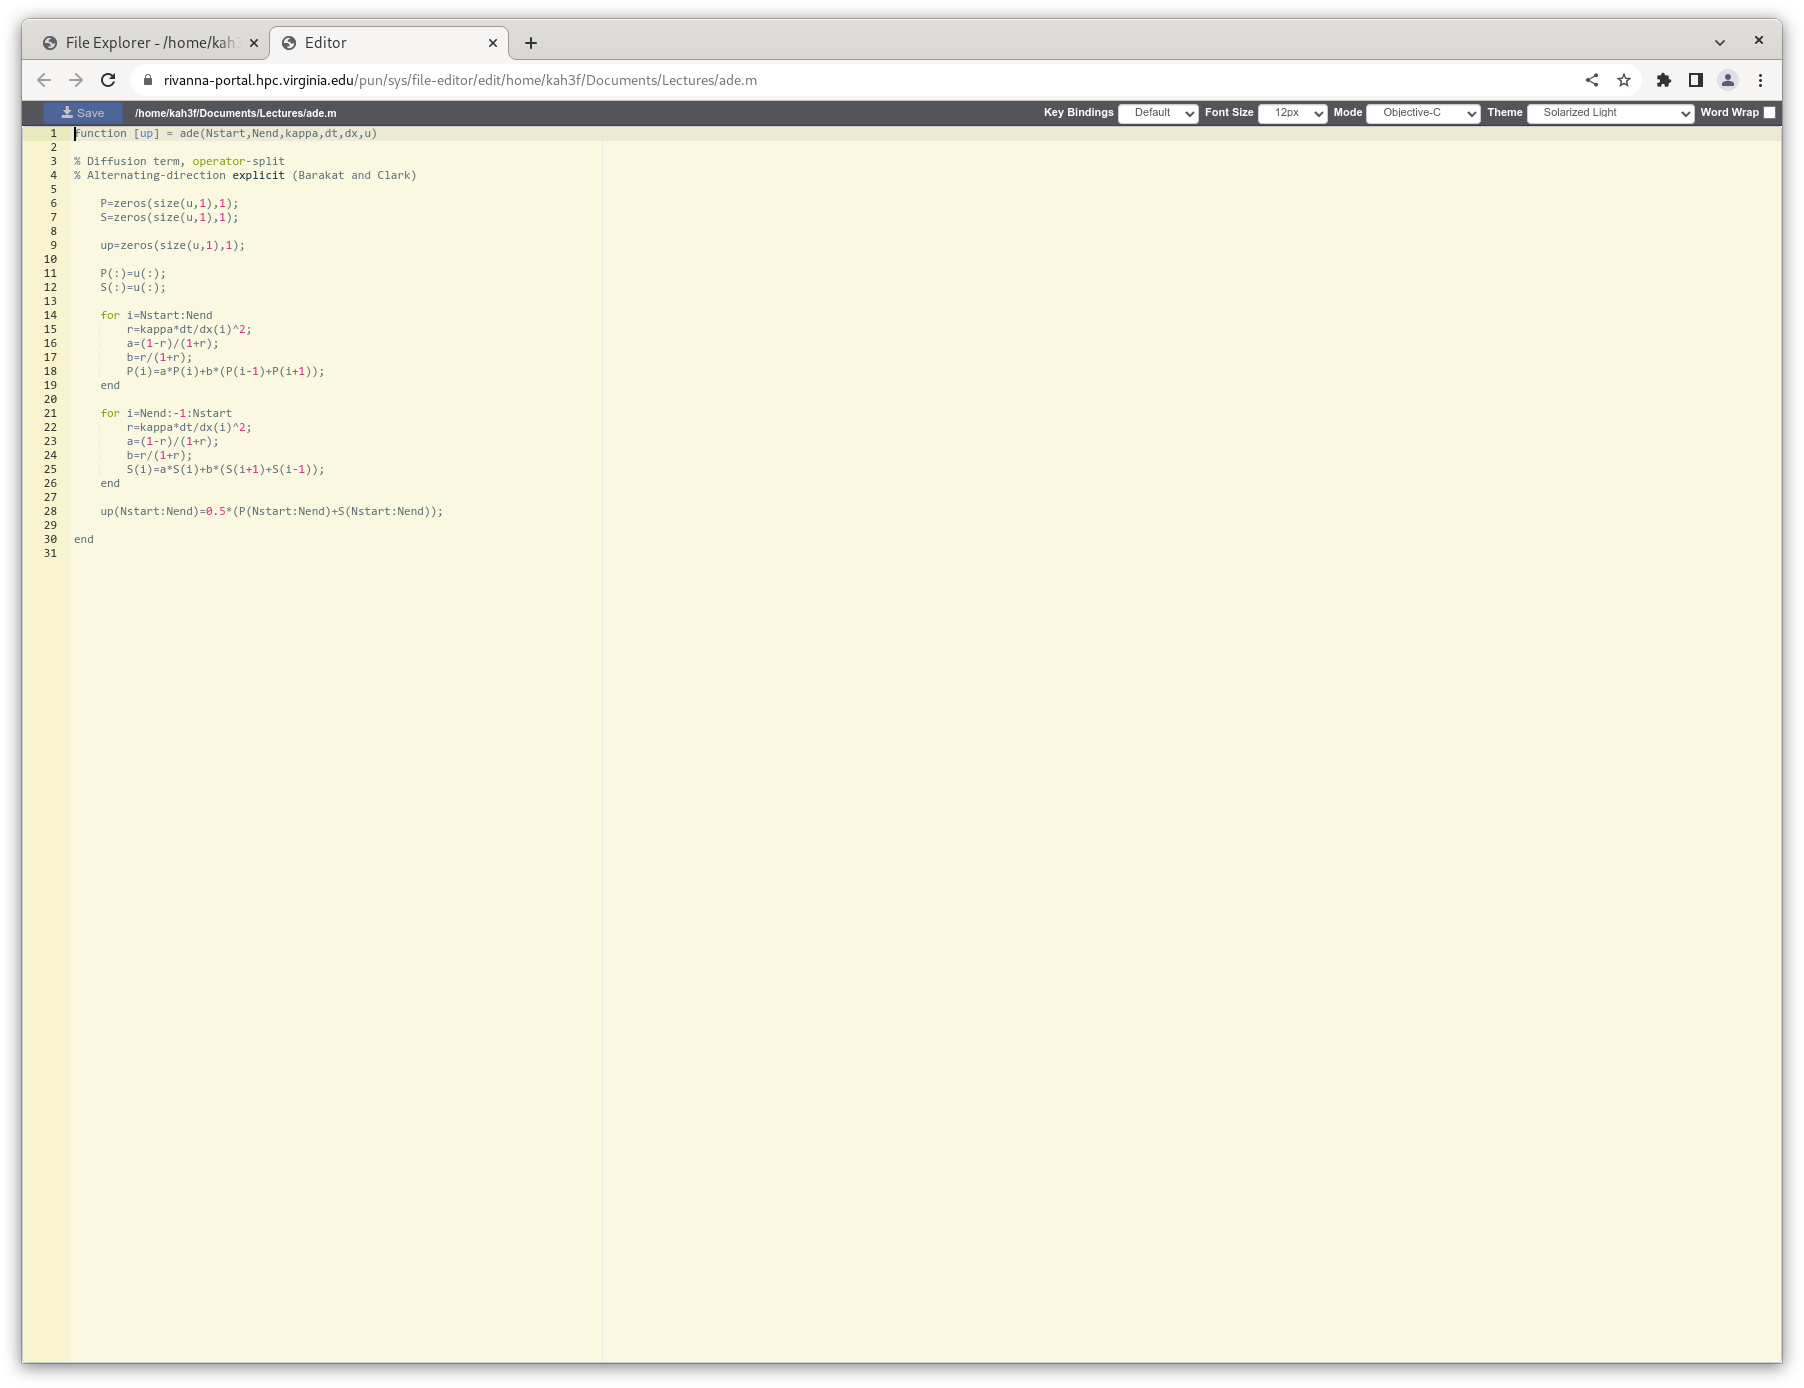 File Explorer - /home/kah3
Editor
rivanna-portal.hpc.virginia.edu/pun/sys/file-editor/edit/home/kah3f/Documents/Lectures/ade.m
Save /home/kah3f/Documents/Lectures/ade.m Key Bindings Default Font Size 12px Mode Objective-C Theme Solarized Light Word Wrap
1 function [up] = ade(Nstart,Nend,kappa,dt,dx,u)
2
3 % Diffusion term, operator-split
4 % Alternating-direction explicit (Barakat and Clark)
5
6     P=zeros(size(u,1),1);
7     S=zeros(size(u,1),1);
8
9     up=zeros(size(u,1),1);
10
11     P(:)=u(:);
12     S(:)=u(:);
13
14     for i=Nstart:Nend
15         r=kappa*dt/dx(i)^2;
16         a=(1-r)/(1+r);
17         b=r/(1+r);
18         P(i)=a*P(i)+b*(P(i-1)+P(i+1));
19     end
20
21     for i=Nend:-1:Nstart
22         r=kappa*dt/dx(i)^2;
23         a=(1-r)/(1+r);
24         b=r/(1+r);
25         S(i)=a*S(i)+b*(S(i+1)+S(i-1));
26     end
27
28     up(Nstart:Nend)=0.5*(P(Nstart:Nend)+S(Nstart:Nend));
29
30 end
31